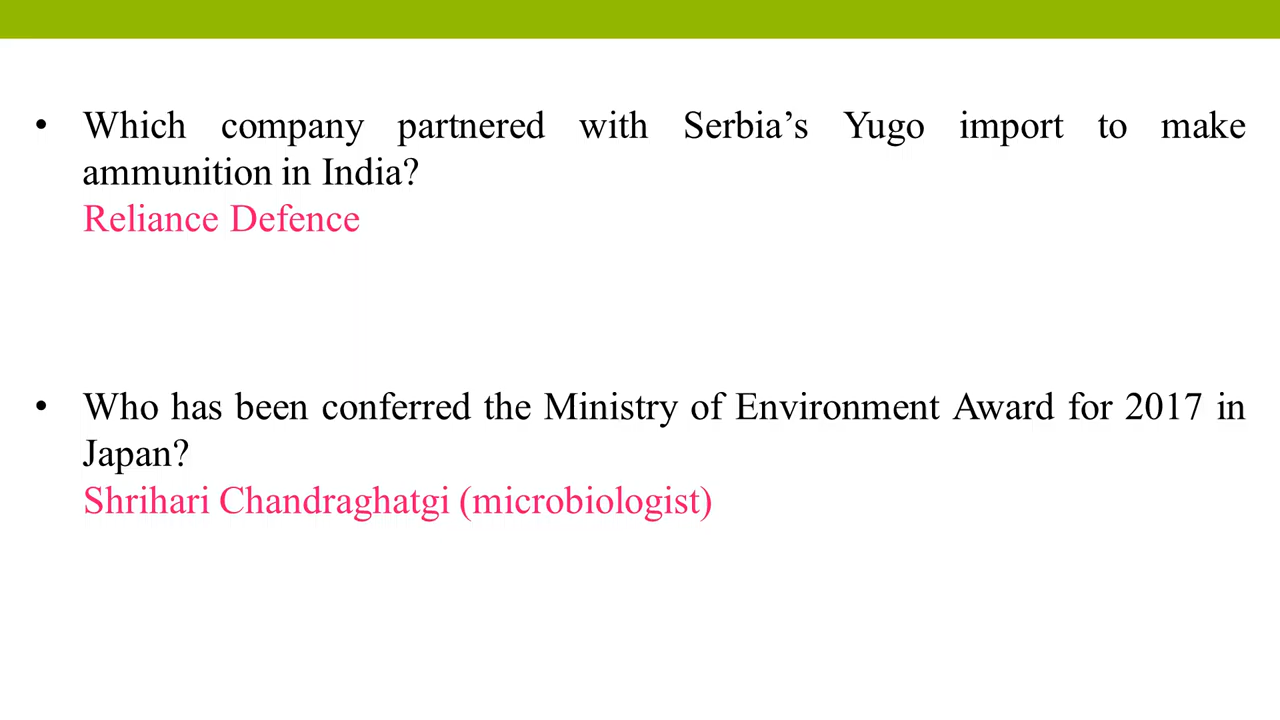 • Which company partnered with Serbia’s Yugo import to make
ammunition in India?
Reliance Defence
• Who has been conferred the Ministry of Environment Award for 2017 in
Japan?
Shrihari Chandraghatgi (microbiologist)